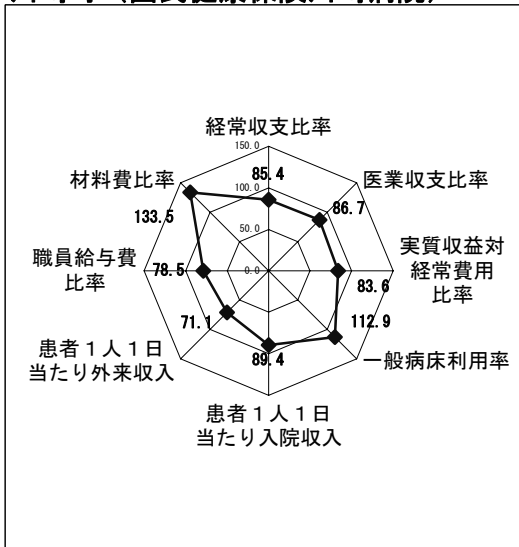 経常収支比率
150.0
85.4
材料費比率
100.0
医業収支比率
133.5
86.7
50.0
職員給与費
比率
78.5
0.0
実質収益対
経常費用
比率
83.6
71.1
112.9
患者１人１日
当たり外来収入
89.4
一般病床利用率
患者１人１日
当たり入院収入